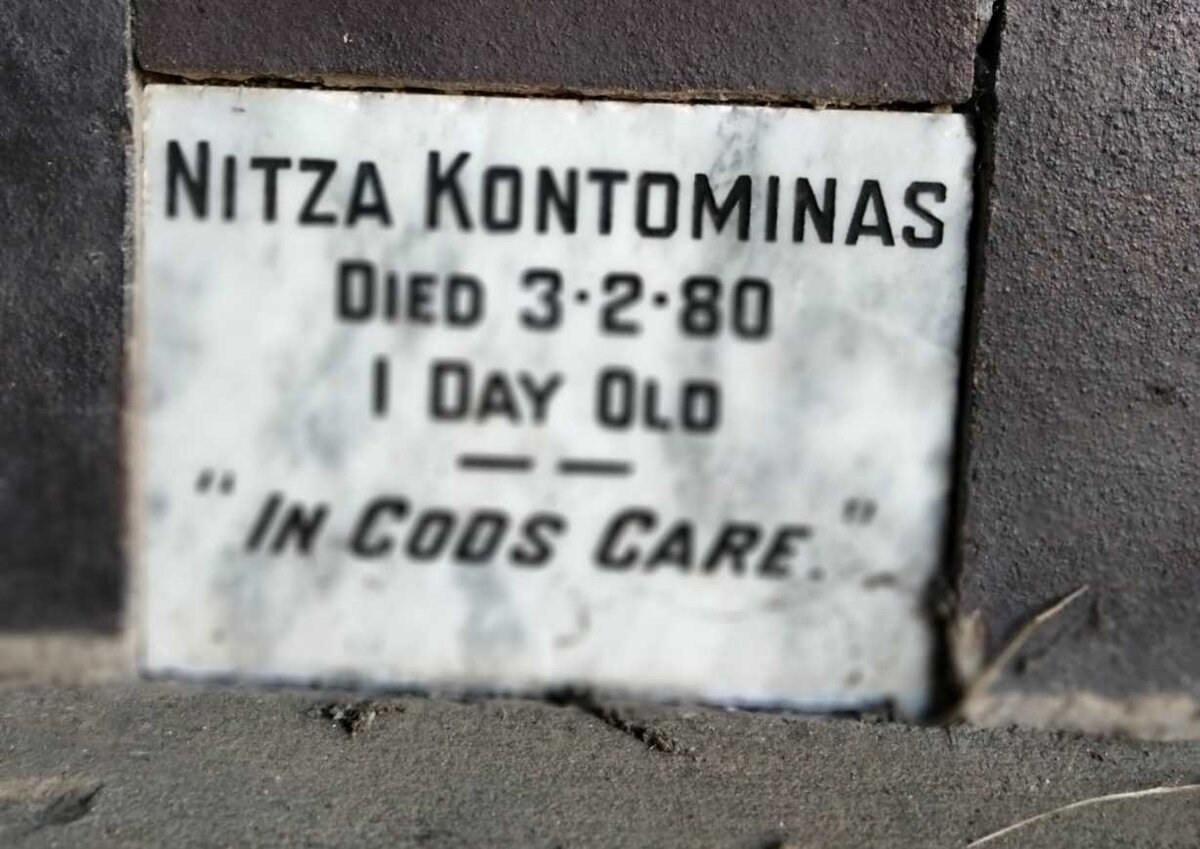 NITZA KONTOMINAS
DIED 3·2·80
1 DAY OLD
— —
"IN GODS CARE."